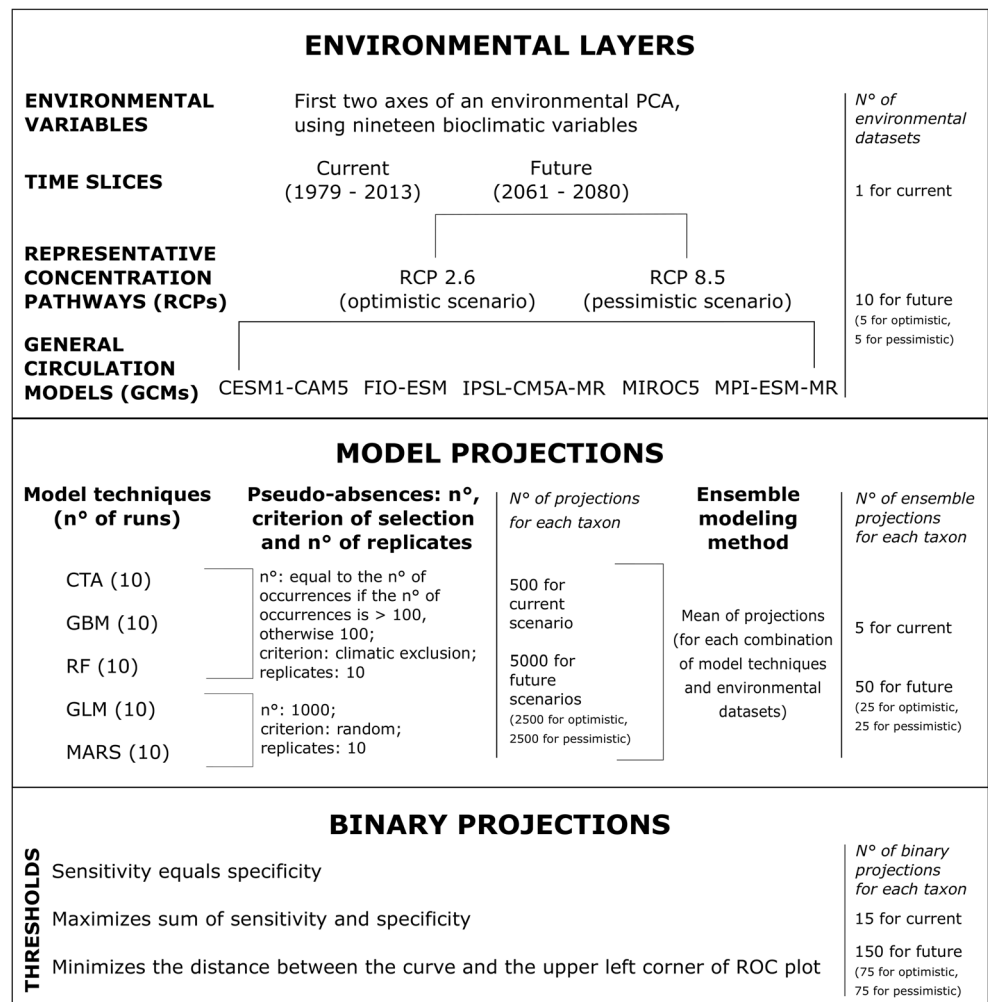 ENVIRONMENTAL LAYERS
ENVIRONMENTAL
VARIABLES
First two axes of an environmental PCA,
using nineteen bioclimatic variables
N° of
environmental
datasets
TIME SLICES
Current
(1979 - 2013)
Future
(2061 - 2080)
1 for current
REPRESENTATIVE
CONCENTRATION
PATHWAYS (RCPs)
RCP 2.6
(optimistic scenario)
RCP 8.5
(pessimistic scenario)
10 for future
(5 for optimistic,
5 for pessimistic)
GENERAL
CIRCULATION
MODELS (GCMs)
CESM1-CAM5 FIO-ESM IPSL-CM5A-MR MIROC5 MPI-ESM-MR
MODEL PROJECTIONS
Model techniques
(n° of runs)
CTA (10)
GBM (10)
RF (10)
GLM (10)
MARS (10)
Pseudo-absences: n°,
criterion of selection
and n° of replicates
n°: equal to the n° of
occurrences if the n° of
occurrences is > 100,
otherwise 100;
criterion: climatic exclusion;
replicates: 10
n°: 1000;
criterion: random;
replicates: 10
N° of projections
for each taxon
500 for
current
scenario
5000 for
future
scenarios
(2500 for optimistic,
2500 for pessimistic)
Ensemble
modeling
method
Mean of projections
(for each combination
of model techniques
and environmental
datasets)
N° of ensemble
projections
for each taxon
5 for current
50 for future
(25 for optimistic,
25 for pessimistic)
BINARY PROJECTIONS
THRESHOLDS
Sensitivity equals specificity
Maximizes sum of sensitivity and specificity
Minimizes the distance between the curve and the upper left corner of ROC plot
N° of binary
projections
for each taxon
15 for current
150 for future
(75 for optimistic,
75 for pessimistic)